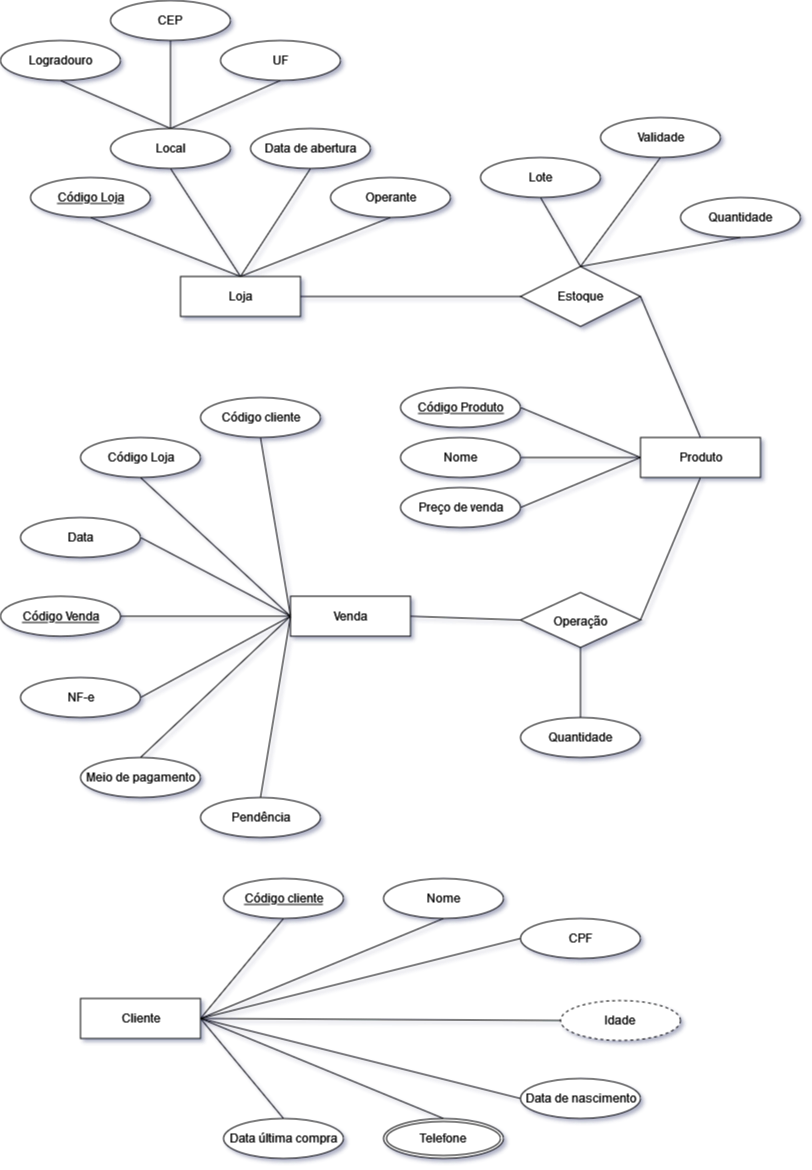 CEP
Logradouro
UF
Local
Data de abertura
Código Loja
Operante
Validade
Lote
Quantidade
Loja
Estoque
Código cliente
Código Produto
Código Loja
Nome
Produto
Preço de venda
Data
Código Venda
Venda
Operação
NF-e
Quantidade
Meio de pagamento
Pendência
Código cliente
Nome
CPF
Cliente
Idade
Data de nascimento
Data última compra
Telefone